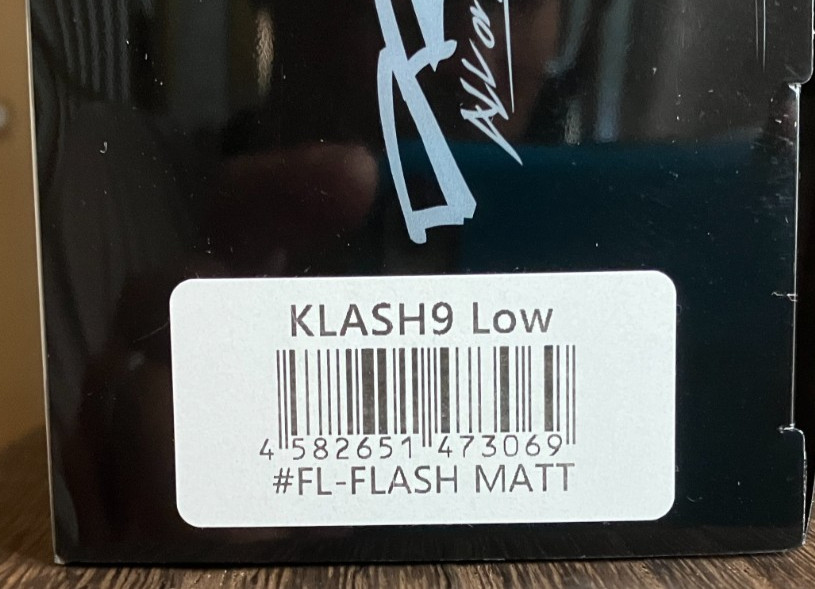 KLASH9 Low
4 582651 473069
#FL-FLASH MATT